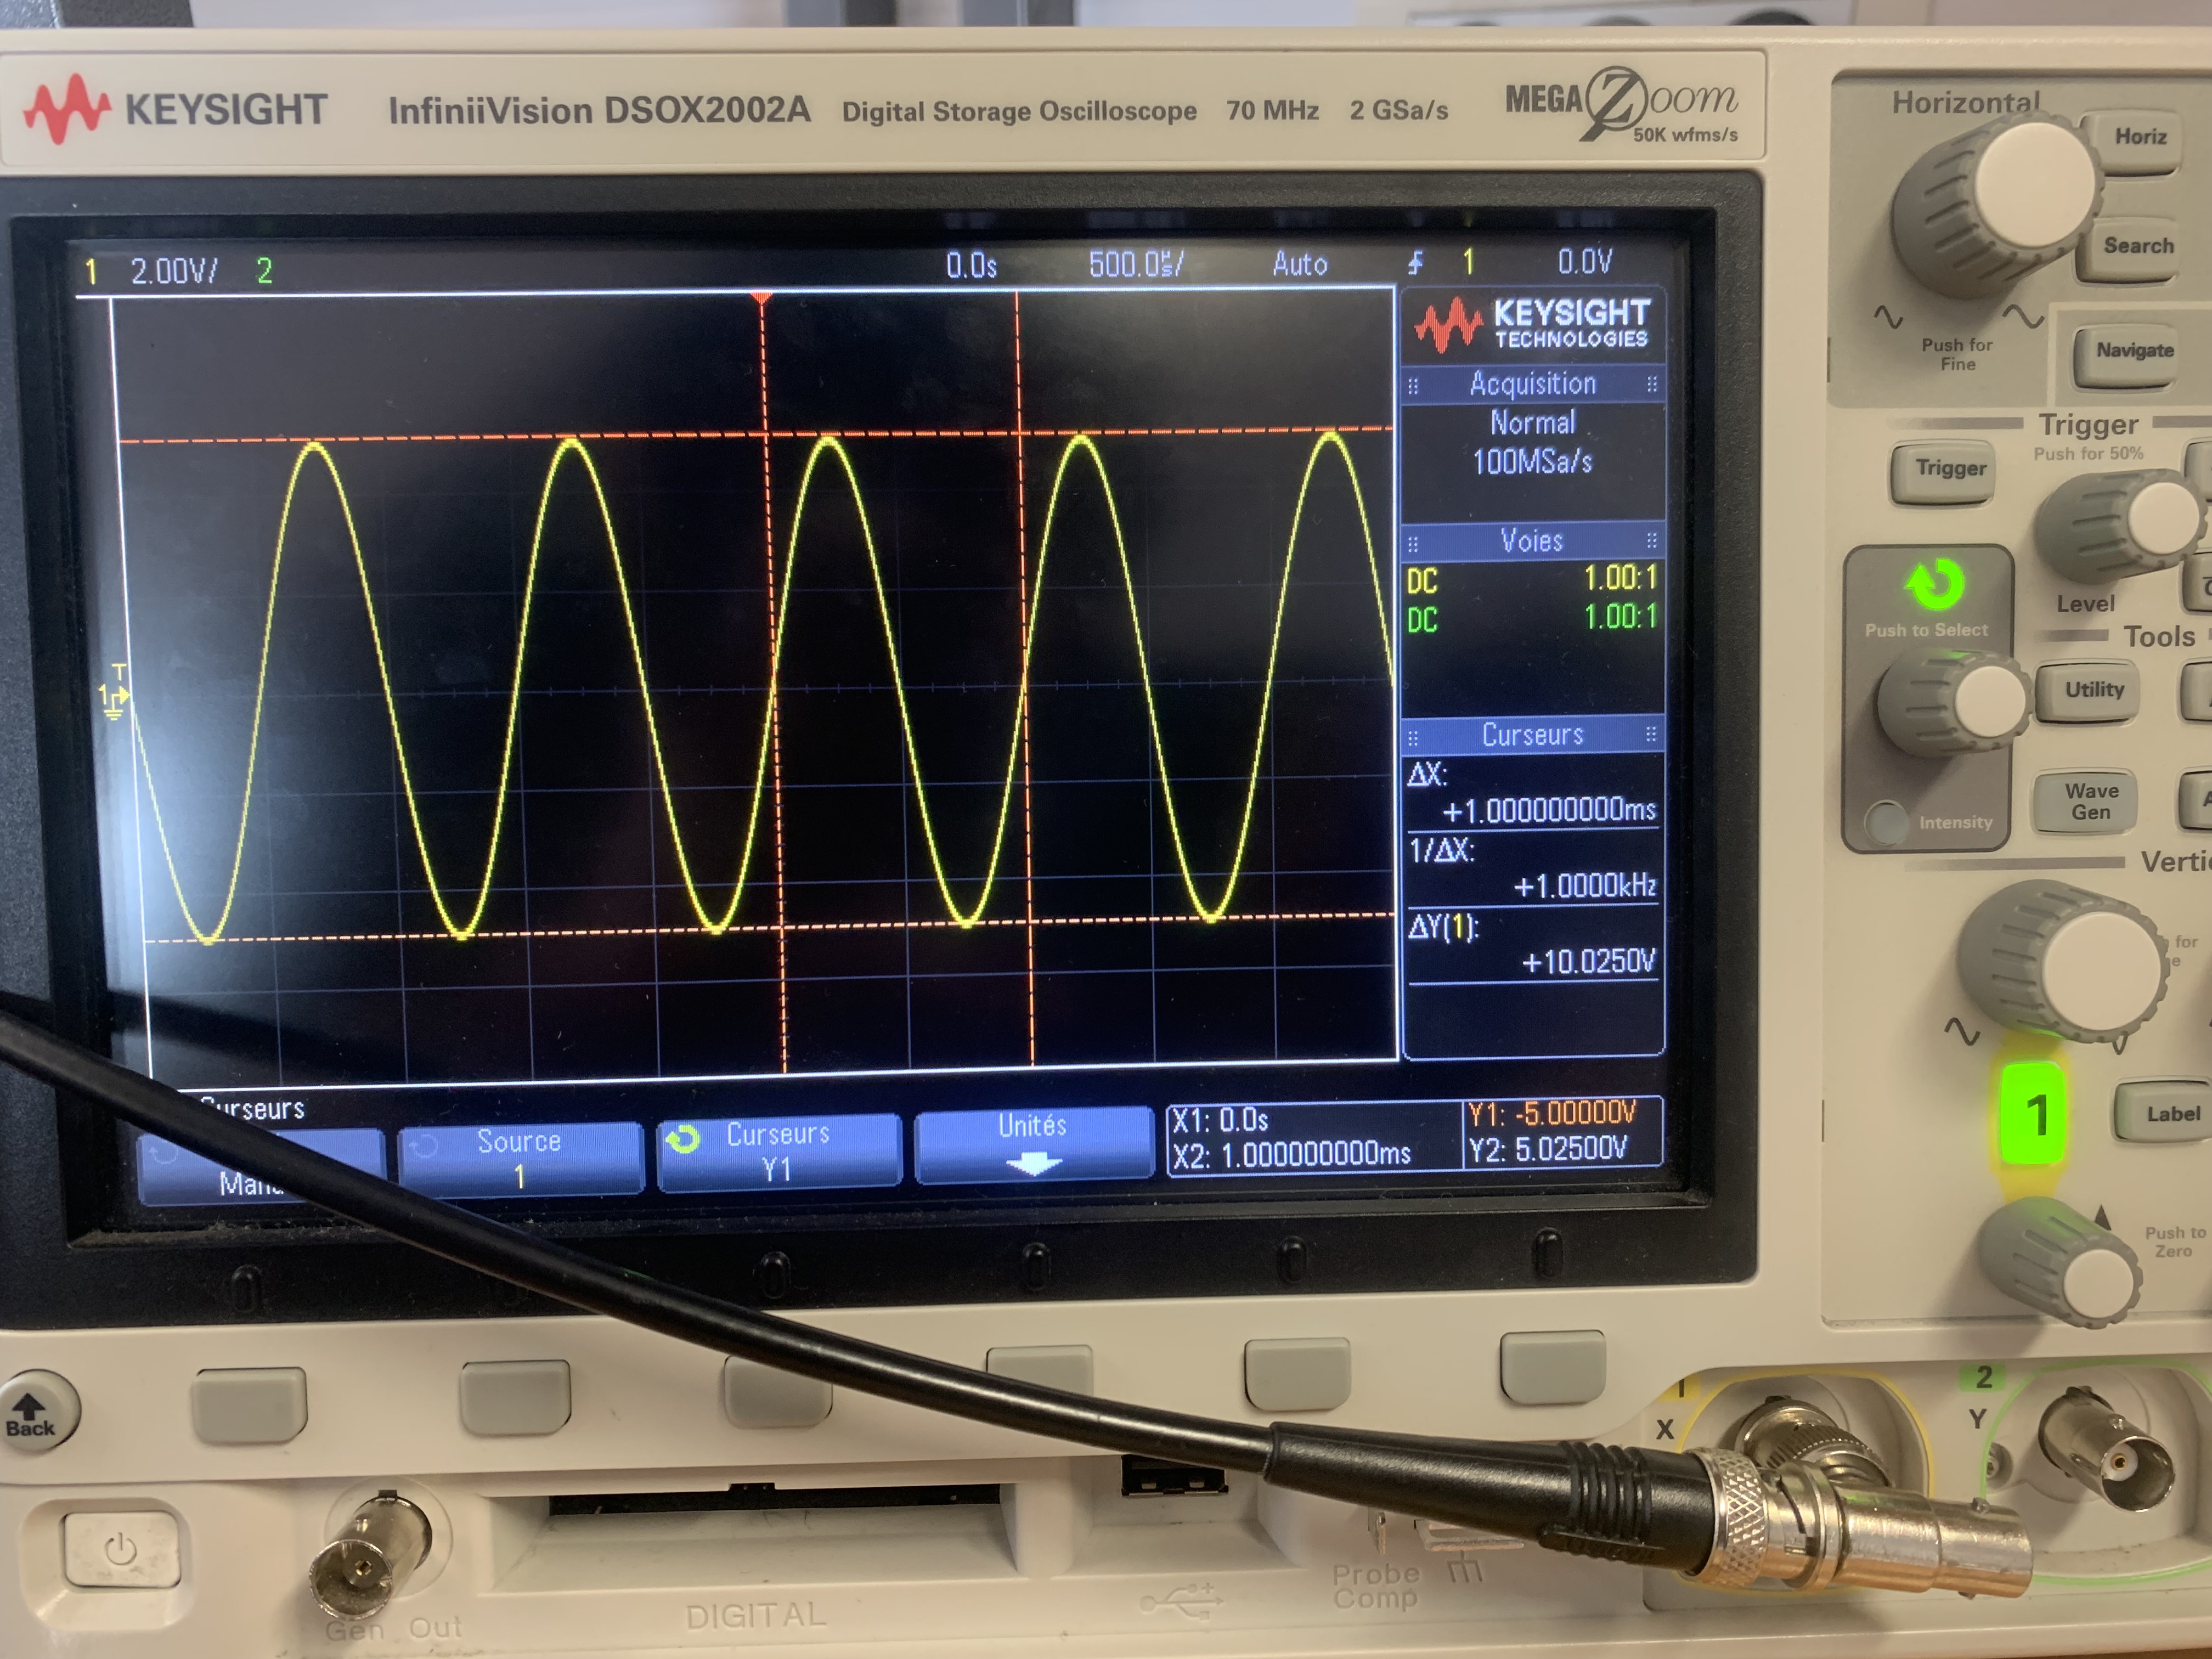 KEYSIGHT InfiniiVision DSOX2002A Digital Storage Oscilloscope 70 MHz 2 GSa/s MEGA Zoom
50K wfms/s
Horizontal
Horiz
Search
Push for
Fine
Navigate
Trigger
Push for 50%
Trigger
Level
Push to Select
Tools
Utility
Wave
Gen
Intensity
for
1
Label
Push to
Zero
1 2.00V/ 2 0.0s 500.0µs/ Auto 1 0.0V
KEYSIGHT
TECHNOLOGIES
Acquisition
Normal
100MSa/s
Voies
DC 1.00:1
DC 1.00:1
Curseurs
ΔX:
+1.000000000ms
1/ΔX:
+1.0000kHz
ΔY(1):
+10.0250V
T
1
Curseurs
Source
1
Curseurs
Y1
Unités
X1: 0.0s
X2: 1.000000000ms
Y1: -5.00000V
Y2: 5.02500V
Back
1
X
2
Y
Gen Out
DIGITAL
Probe
Comp